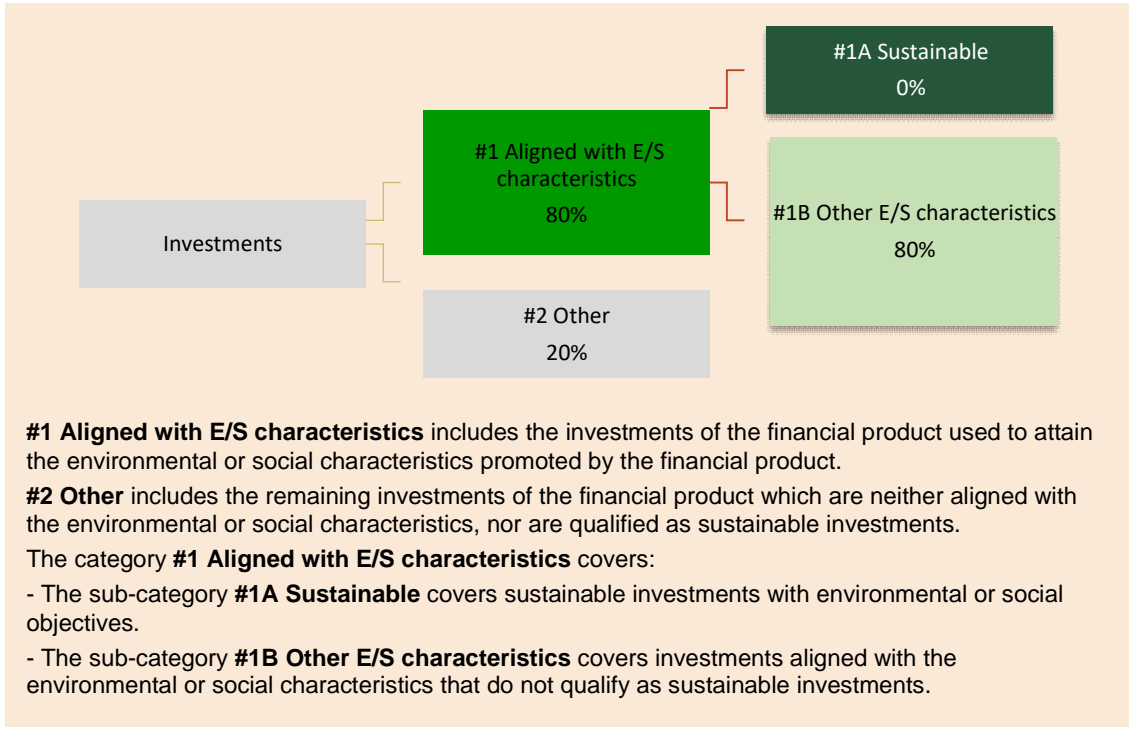 #1A Sustainable
0%
#1 Aligned with E/S
characteristics
80%
#1B Other E/S characteristics
80%
Investments
#2 Other
20%
#1 Aligned with E/S characteristics includes the investments of the financial product used to attain
the environmental or social characteristics promoted by the financial product.
#2 Other includes the remaining investments of the financial product which are neither aligned with
the environmental or social characteristics, nor are qualified as sustainable investments.
The category #1 Aligned with E/S characteristics covers:
- The sub-category #1A Sustainable covers sustainable investments with environmental or social
objectives.
- The sub-category #1B Other E/S characteristics covers investments aligned with the
environmental or social characteristics that do not qualify as sustainable investments.